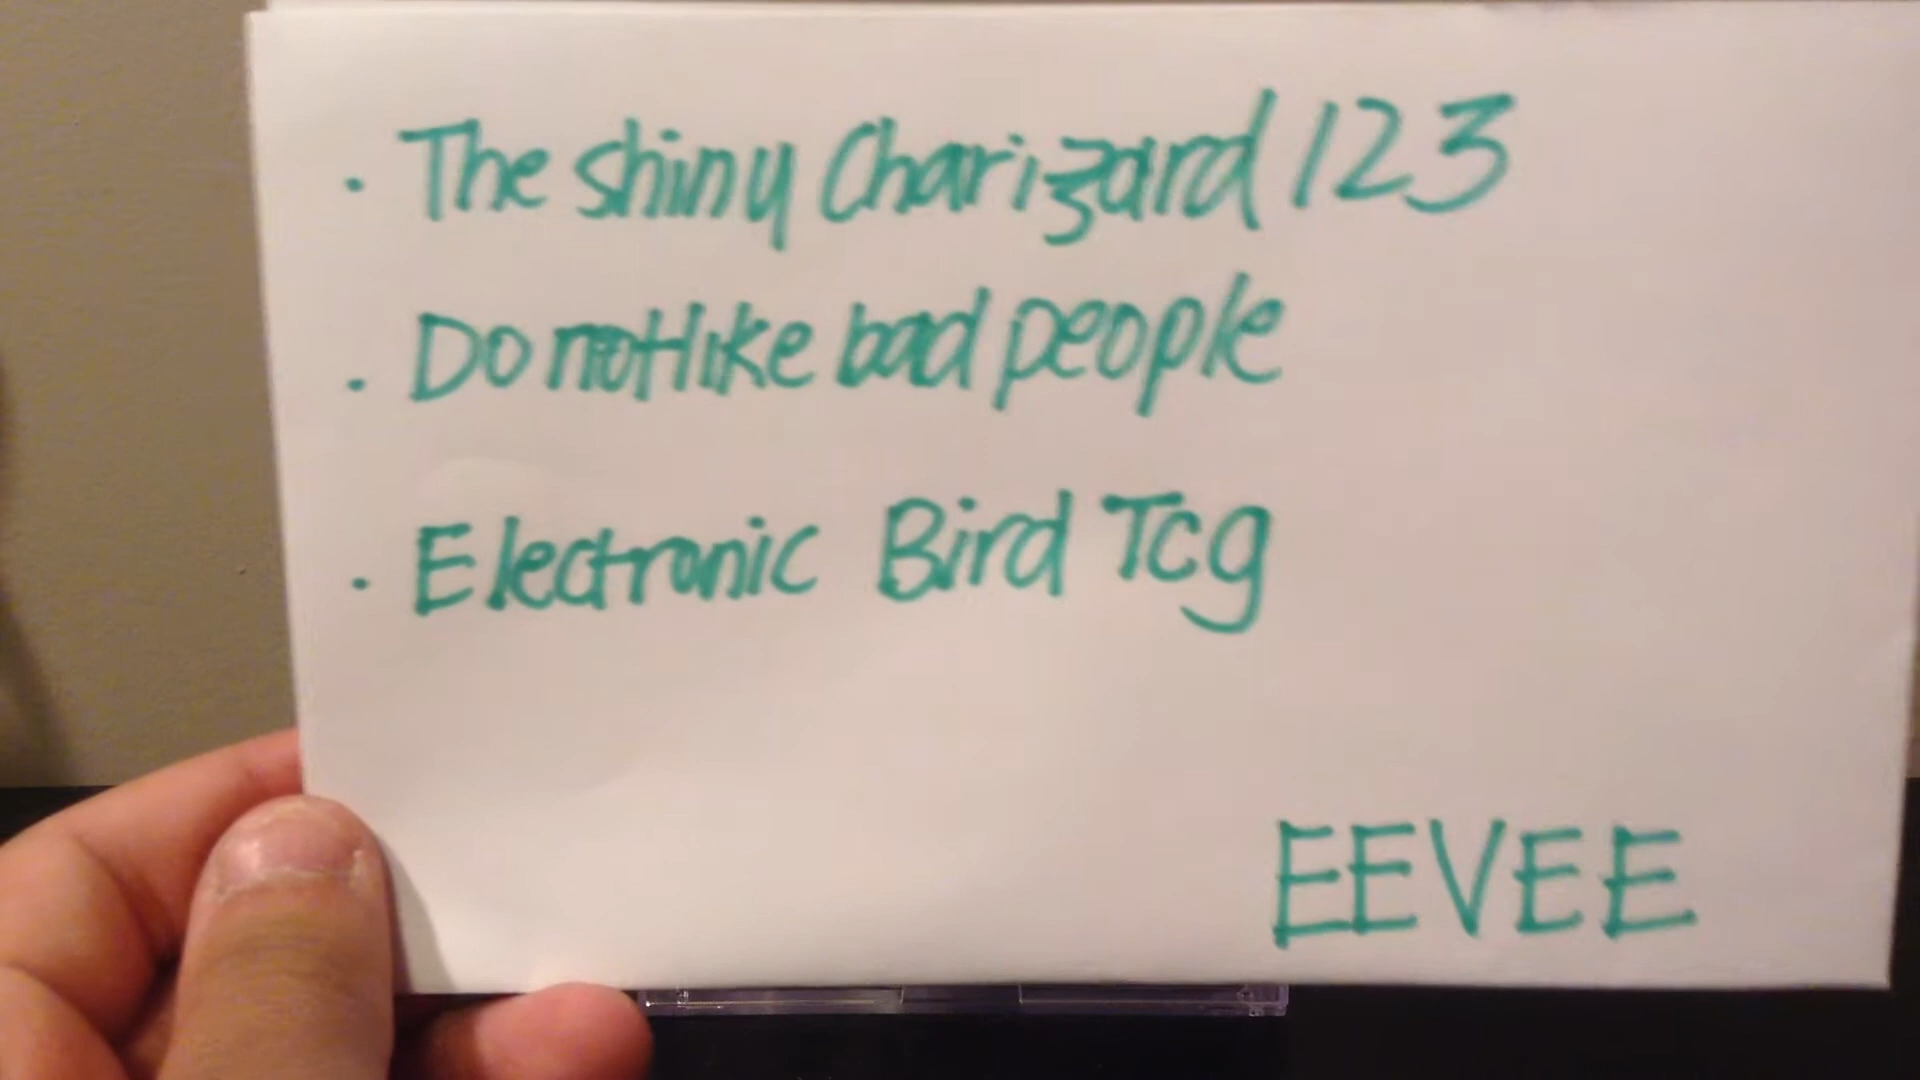 · The shiny Charizard 123
· Do not like bad people
· Electronic Bird Tcg
EEVEE